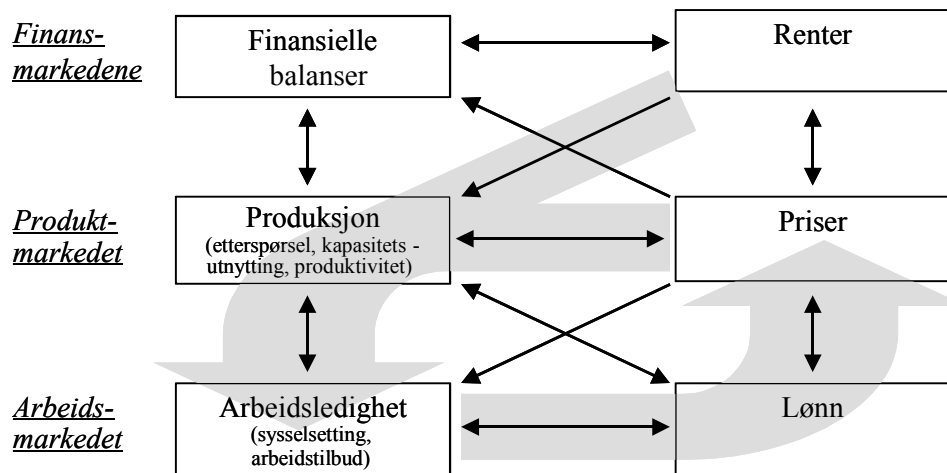 Finans-
markedene
Finansielle
balanser
Renter
Produkt-
markedet
Produksjon
(etterspørsel, kapasitets -
utnytting, produktivitet)
Priser
Arbeids-
markedet
Arbeidsledighet
(sysselsetting,
arbeidstilbud)
Lønn